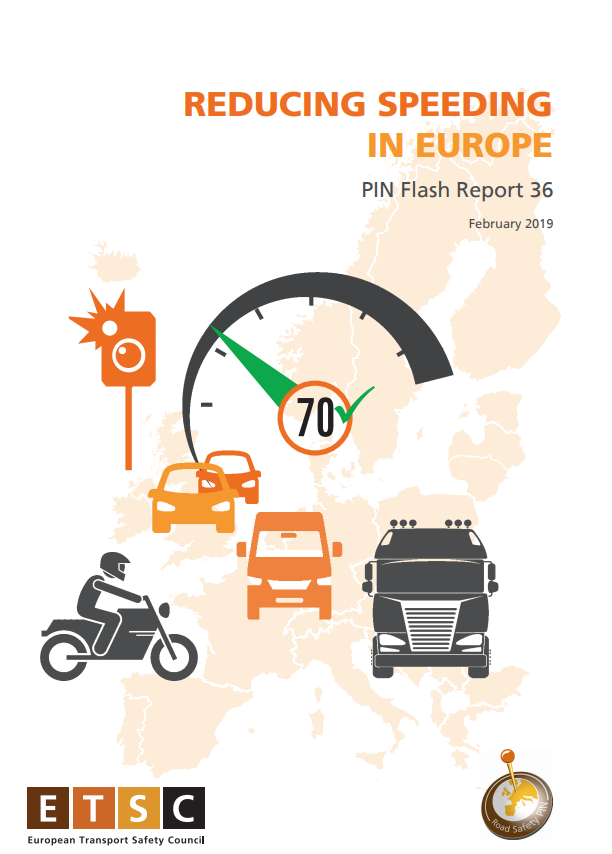 REDUCING SPEEDING
IN EUROPE
PIN Flash Report 36
February 2019
70
E T S C
European Transport Safety Council
Road Safety PIN